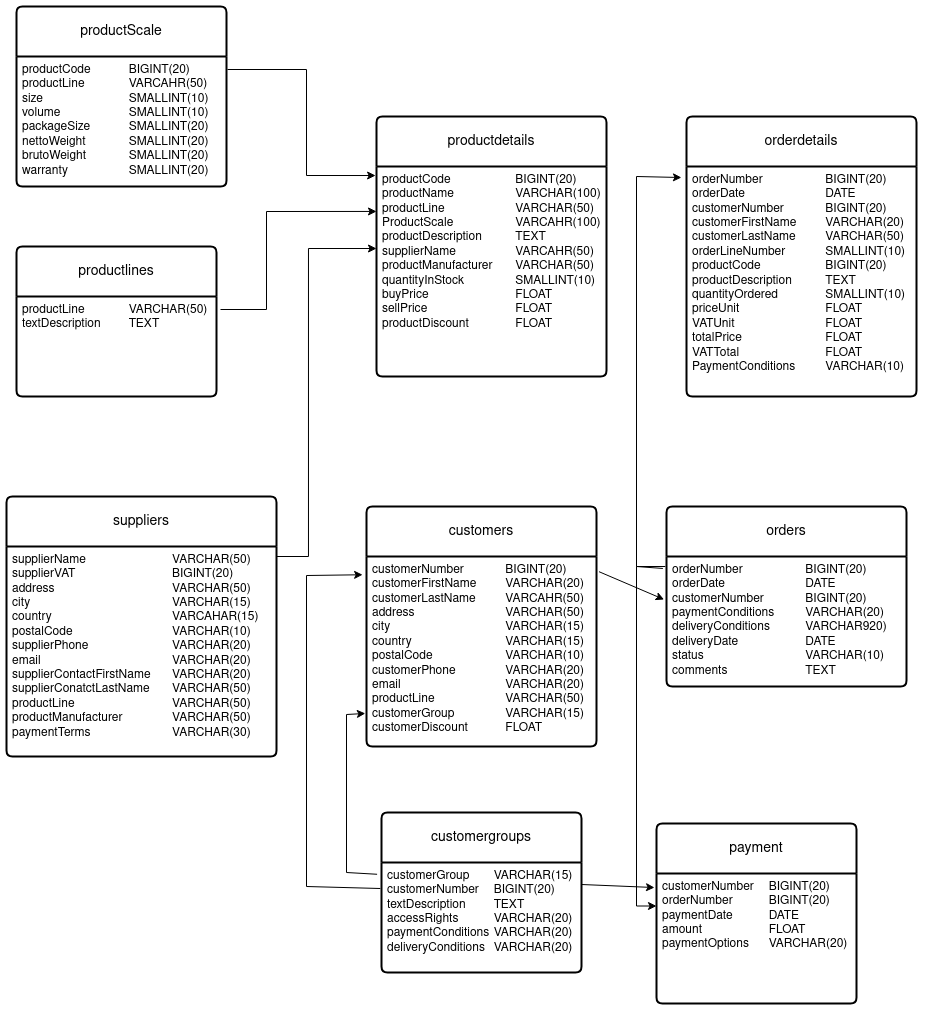 productScale
productCode BIGINT(20)
productLine VARCAHR(50)
size SMALLINT(10)
volume SMALLINT(10)
packageSize SMALLINT(20)
nettoWeight SMALLINT(20)
brutoWeight SMALLINT(20)
warranty SMALLINT(20)
productlines
productLine VARCHAR(50)
textDescription TEXT
productdetails
productCode BIGINT(20)
productName VARCHAR(100)
productLine VARCHAR(50)
ProductScale VARCAHR(100)
productDescription TEXT
supplierName VARCAHR(50)
productManufacturer VARCHAR(50)
quantityInStock SMALLINT(10)
buyPrice FLOAT
sellPrice FLOAT
productDiscount FLOAT
orderdetails
orderNumber BIGINT(20)
orderDate DATE
customerNumber BIGINT(20)
customerFirstName VARCHAR(20)
customerLastName VARCHAR(50)
orderLineNumber SMALLINT(10)
productCode BIGINT(20)
productDescription TEXT
quantityOrdered SMALLINT(10)
priceUnit FLOAT
VATUnit FLOAT
totalPrice FLOAT
VATTotal FLOAT
PaymentConditions VARCHAR(10)
suppliers
supplierName VARCHAR(50)
supplierVAT BIGINT(20)
address VARCHAR(50)
city VARCHAR(15)
country VARCAHAR(15)
postalCode VARCHAR(10)
supplierPhone VARCHAR(20)
email VARCHAR(20)
supplierContactFirstName VARCHAR(20)
supplierConatctLastName VARCHAR(50)
productLine VARCHAR(50)
productManufacturer VARCHAR(50)
paymentTerms VARCHAR(30)
customers
customerNumber BIGINT(20)
customerFirstName VARCHAR(20)
customerLastName VARCAHR(50)
address VARCHAR(50)
city VARCHAR(15)
country VARCHAR(15)
postalCode VARCHAR(10)
customerPhone VARCHAR(20)
email VARCHAR(20)
productLine VARCHAR(50)
customerGroup VARCHAR(15)
customerDiscount FLOAT
orders
orderNumber BIGINT(20)
orderDate DATE
customerNumber BIGINT(20)
paymentConditions VARCHAR(20)
deliveryConditions VARCHAR920)
deliveryDate DATE
status VARCHAR(10)
comments TEXT
customergroups
customerGroup VARCHAR(15)
customerNumber BIGINT(20)
textDescription TEXT
accessRights VARCHAR(20)
paymentConditions VARCHAR(20)
deliveryConditions VARCHAR(20)
payment
customerNumber BIGINT(20)
orderNumber BIGINT(20)
paymentDate DATE
amount FLOAT
paymentOptions VARCHAR(20)